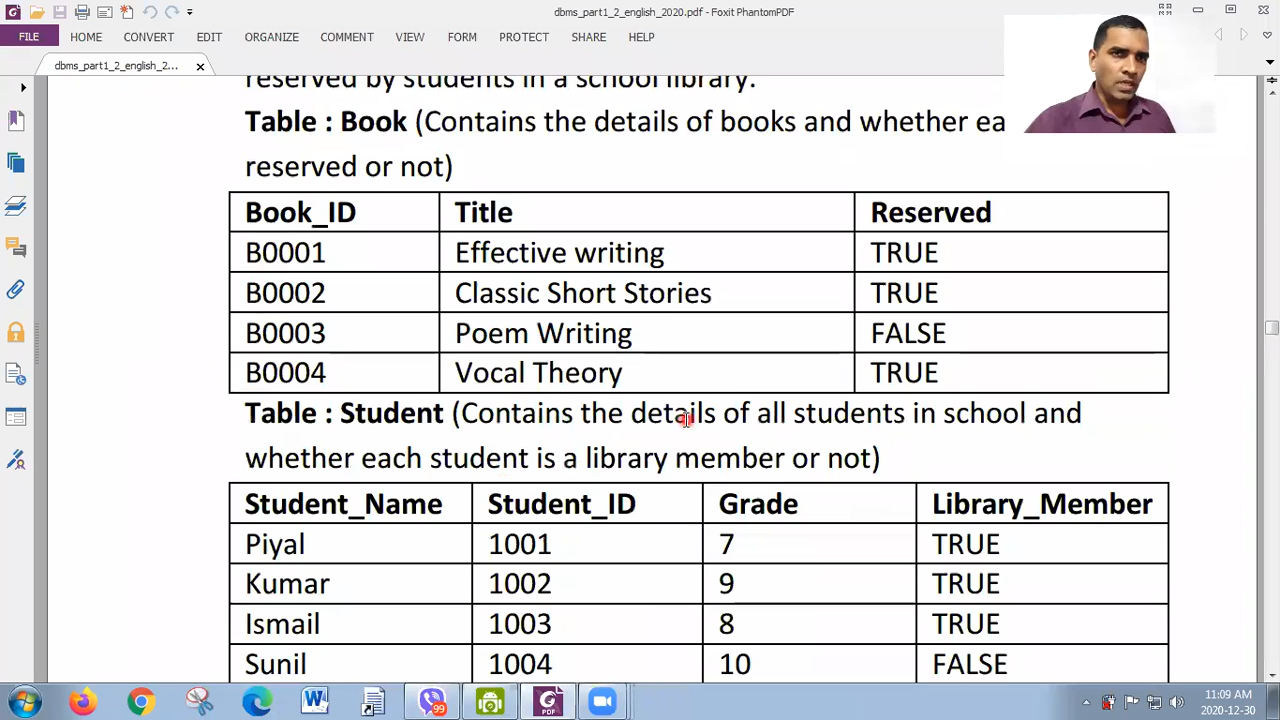 dbms_part1_2_english_2020.pdf - Foxit PhantomPDF
FILE HOME CONVERT EDIT ORGANIZE COMMENT VIEW FORM PROTECT SHARE HELP
dbms_part1_2_english_2...
reserved by students in a school library.
Table : Book (Contains the details of books and whether ea
reserved or not)
Book_ID Title Reserved
B0001 Effective writing TRUE
B0002 Classic Short Stories TRUE
B0003 Poem Writing FALSE
B0004 Vocal Theory TRUE
Table : Student (Contains the details of all students in school and
whether each student is a library member or not)
Student_Name Student_ID Grade Library_Member
Piyal 1001 7 TRUE
Kumar 1002 9 TRUE
Ismail 1003 8 TRUE
Sunil 1004 10 FALSE
99
PDF
11:09 AM
2020-12-30